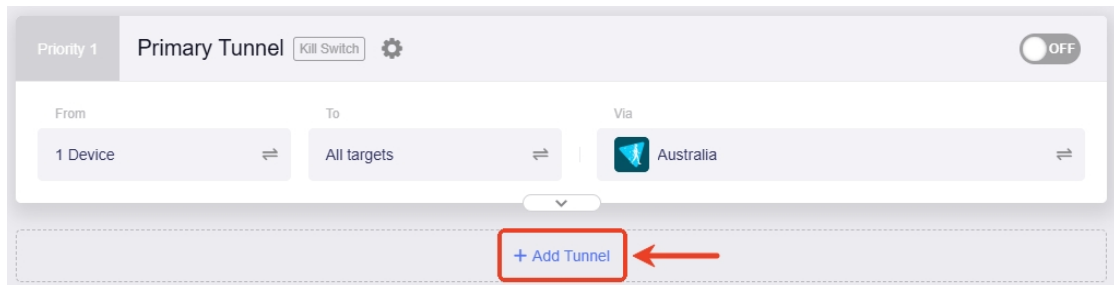 Priority 1 Primary Tunnel Kill Switch OFF
From To Via
1 Device All targets Australia
+ Add Tunnel